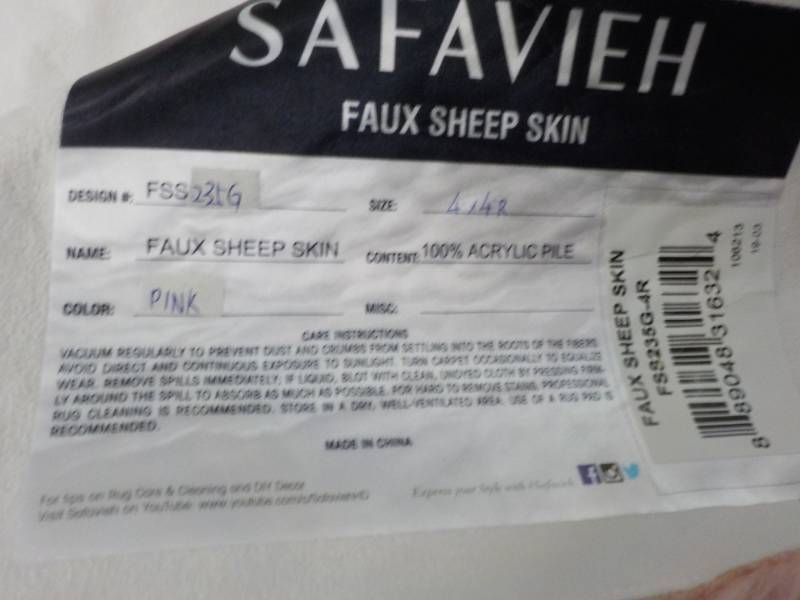 SAFAVIEH
FAUX SHEEP SKIN
DESIGN #: FSS235G
SIZE: 4'x4'R
NAME: FAUX SHEEP SKIN
CONTENT: 100% ACRYLIC PILE
COLOR: PINK
MISC:
CARE INSTRUCTIONS
VACUUM REGULARLY TO PREVENT DUST AND CRUMBS FROM SETTLING INTO THE ROOTS OF THE FIBERS.
AVOID DIRECT AND CONTINUOUS EXPOSURE TO SUNLIGHT. TURN CARPET OCCASIONALLY TO EQUALIZE
WEAR. REMOVE SPILLS IMMEDIATELY; IF LIQUID, BLOT WITH CLEAN, UNDYED CLOTH BY PRESSING FIRM-
LY AROUND THE SPILL TO ABSORB AS MUCH AS POSSIBLE. FOR HARD TO REMOVE STAINS, PROFESSIONAL
RUG CLEANING IS RECOMMENDED. STORE IN A DRY, WELL-VENTILATED AREA. USE OF A RUG PAD IS
RECOMMENDED.
MADE IN CHINA
For tips on Rug Care & Cleaning and DIY Decor
Visit Safavieh on YouTube: www.youtube.com/u/SafaviehHD
Express your Style with #Safavieh
FAUX SHEEP SKIN
FSS235G-4R
8 89048 31632 4
106213
19-03